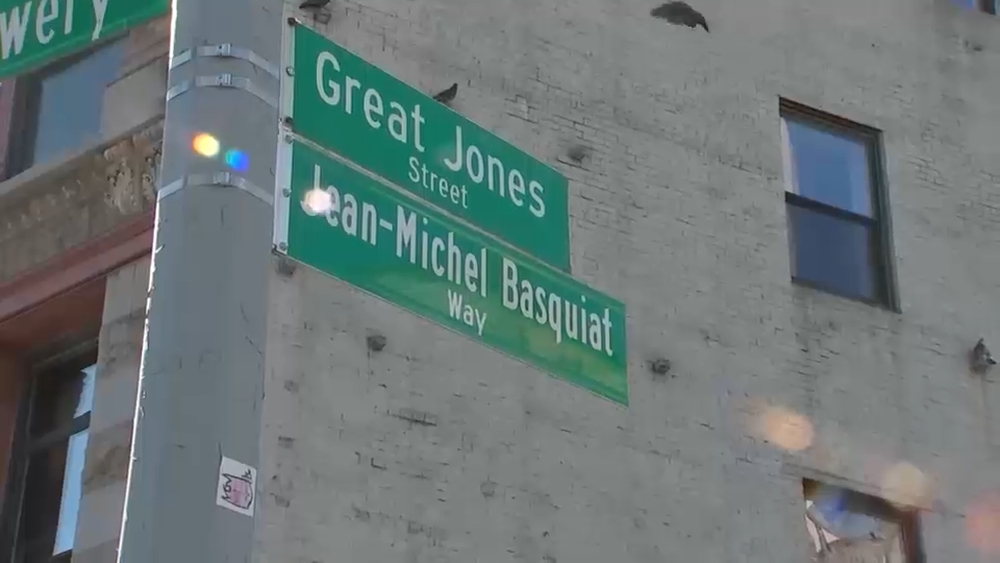 wery
Great Jones
Street
Jean-Michel Basquiat
Way